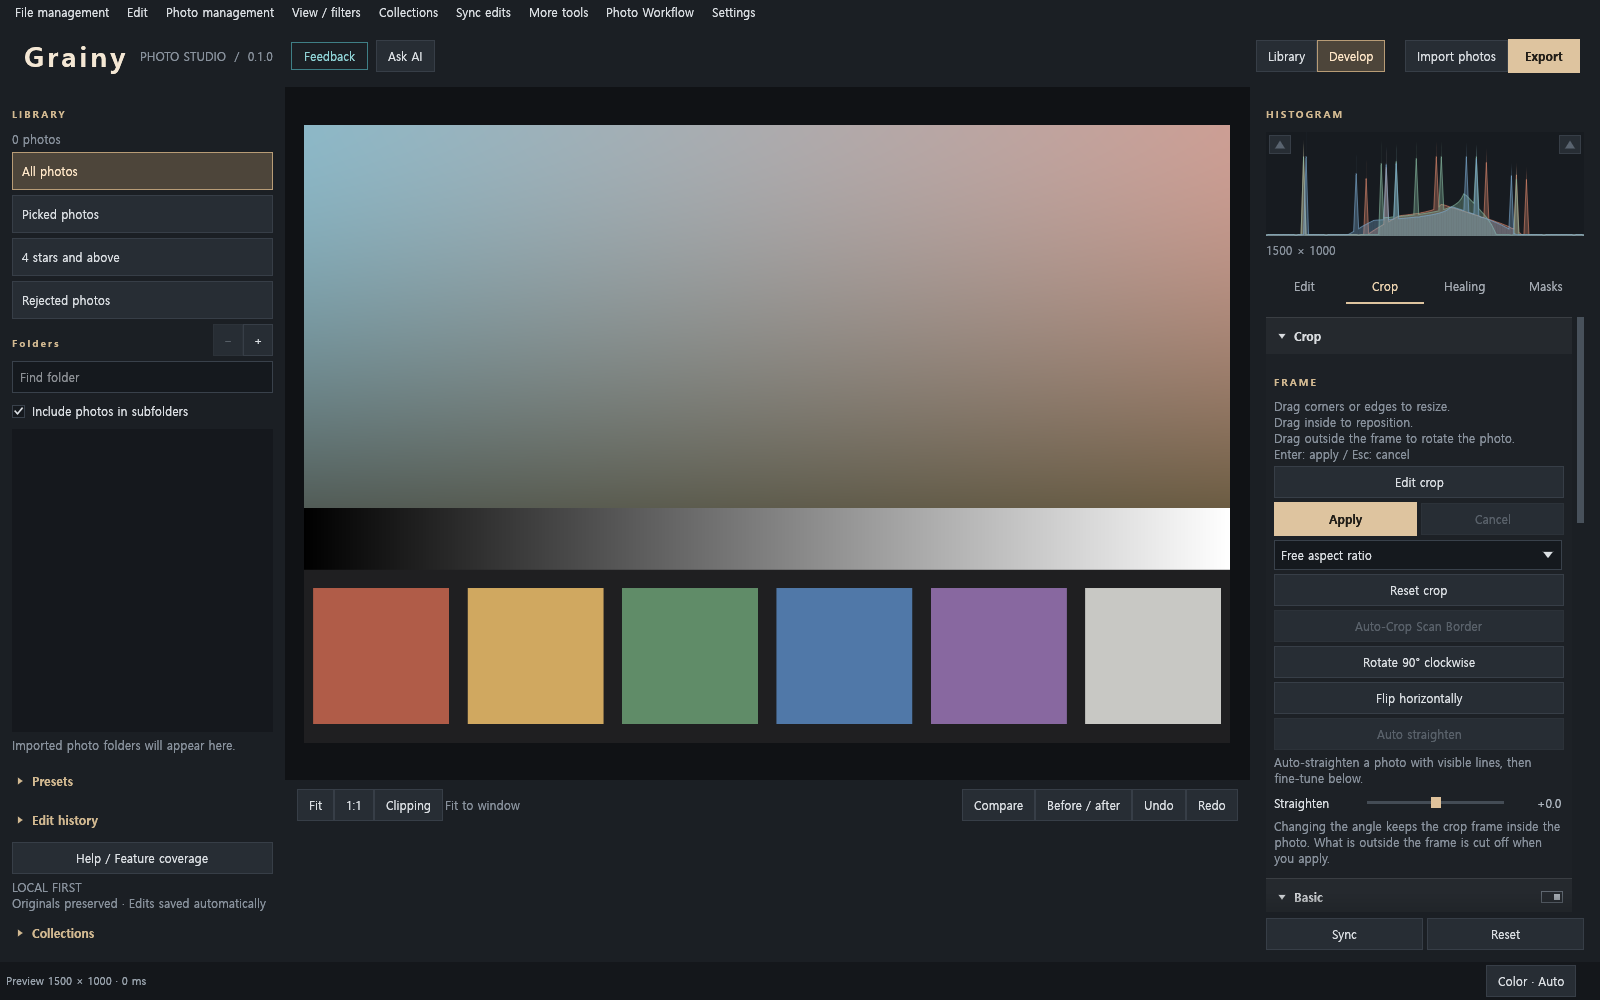 File management Edit Photo management View / filters Collections Sync edits More tools Photo Workflow Settings
Grainy PHOTO STUDIO / 0.1.0 Feedback Ask AI Library Develop Import photos Export
LIBRARY
0 photos
All photos
Picked photos
4 stars and above
Rejected photos
Folders − +
Find folder
Include photos in subfolders
Imported photo folders will appear here.
Presets
Edit history
Help / Feature coverage
LOCAL FIRST
Originals preserved · Edits saved automatically
Collections
Fit 1:1 Clipping Fit to window Compare Before / after Undo Redo
HISTOGRAM
1500 × 1000
Edit Crop Healing Masks
Crop
FRAME
Drag corners or edges to resize.
Drag inside to reposition.
Drag outside the frame to rotate the photo.
Enter: apply / Esc: cancel
Edit crop
Apply Cancel
Free aspect ratio
Reset crop
Auto-Crop Scan Border
Rotate 90° clockwise
Flip horizontally
Auto straighten
Auto-straighten a photo with visible lines, then
fine-tune below.
Straighten +0.0
Changing the angle keeps the crop frame inside the
photo. What is outside the frame is cut off when
you apply.
Basic
Sync Reset
Preview 1500 × 1000 · 0 ms Color · Auto